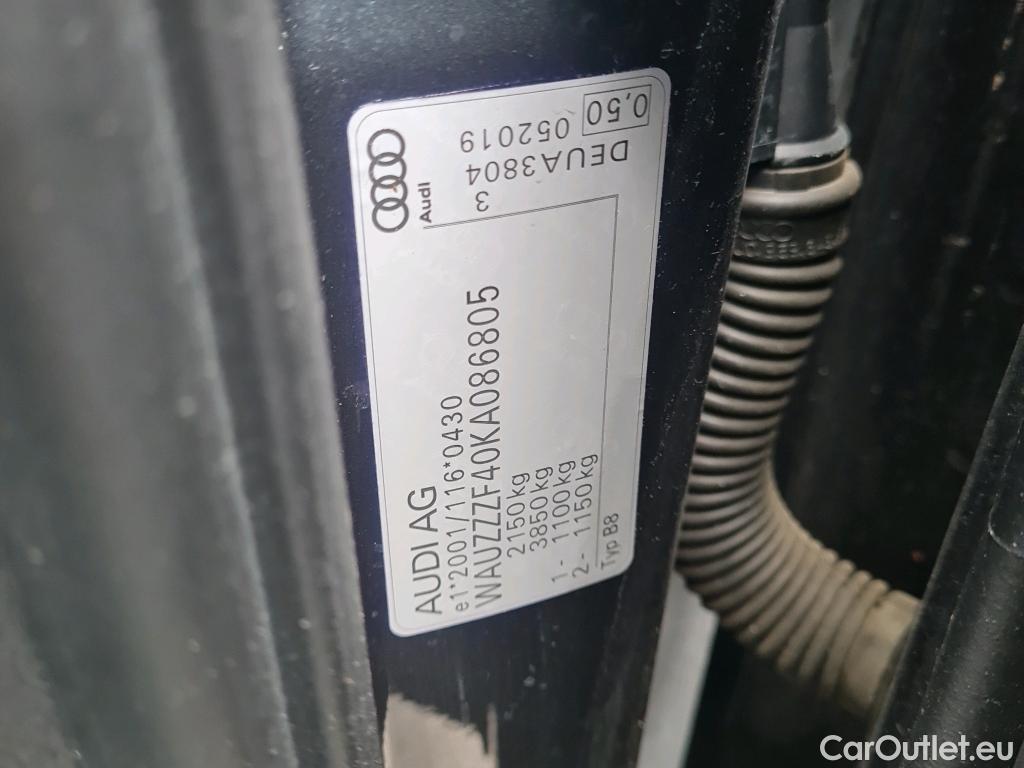 AUDI AG
e1*2001/116*0430
WAUZZZF40KA086805
2150kg
3850kg
1- 1100kg
2- 1150kg
Typ B8
Audi
3
3804
052019
DEUA3804
0,50
CarOutlet.eu